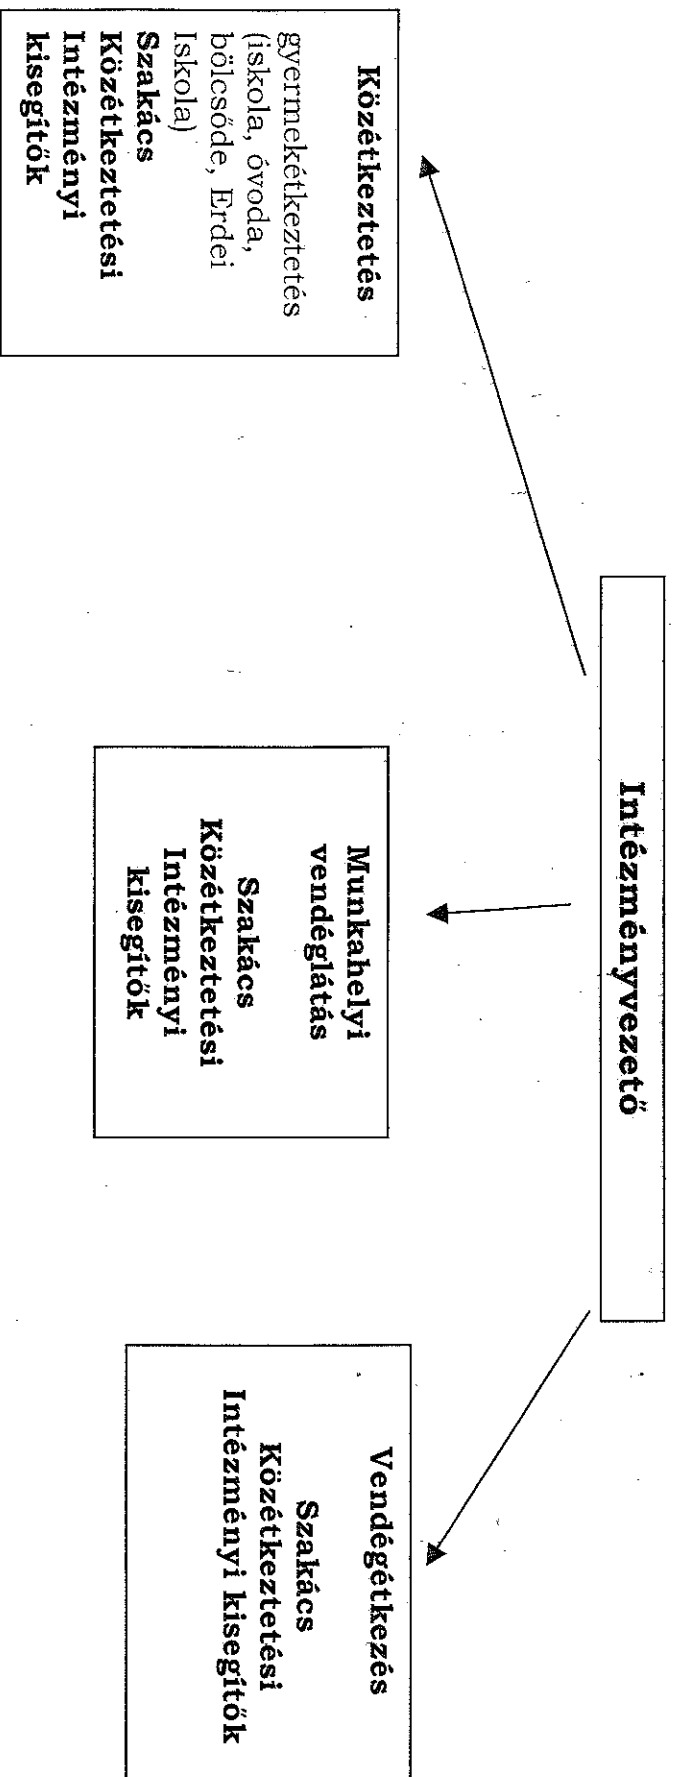 Intézményvezető
Közétkeztetés
gyermekétkeztetés
(iskola, óvoda,
bölcsőde, Erdei
Iskola)
Szakács
Közétkeztetési
Intézményi
kisegítők
Munkahelyi
vendéglátás
Szakács
Közétkeztetési
Intézményi
kisegítők
Vendégétkezés
Szakács
Közétkeztetési
Intézményi kisegítők